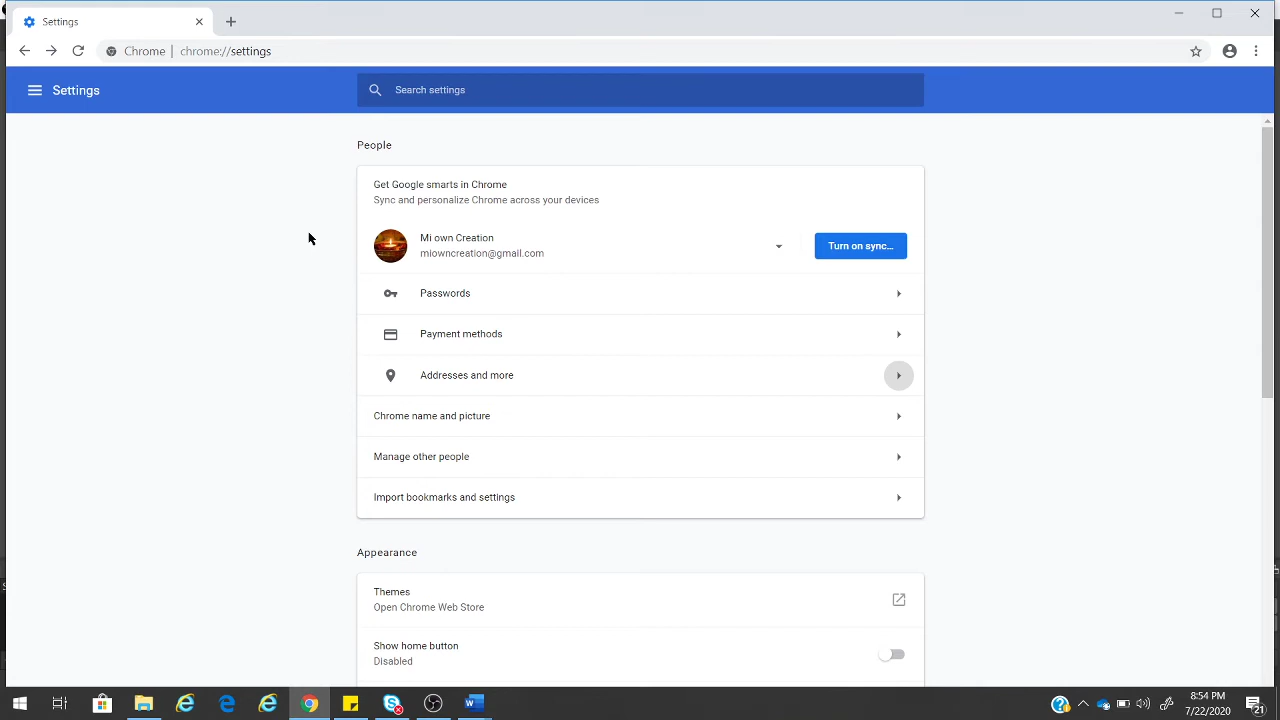 Settings
Chrome | chrome://settings
Settings
Search settings
People
Get Google smarts in Chrome
Sync and personalize Chrome across your devices
Mi own Creation
miowncreation@gmail.com
Turn on sync...
Passwords
Payment methods
Addresses and more
Chrome name and picture
Manage other people
Import bookmarks and settings
Appearance
Themes
Open Chrome Web Store
Show home button
Disabled
8:54 PM
7/22/2020
21